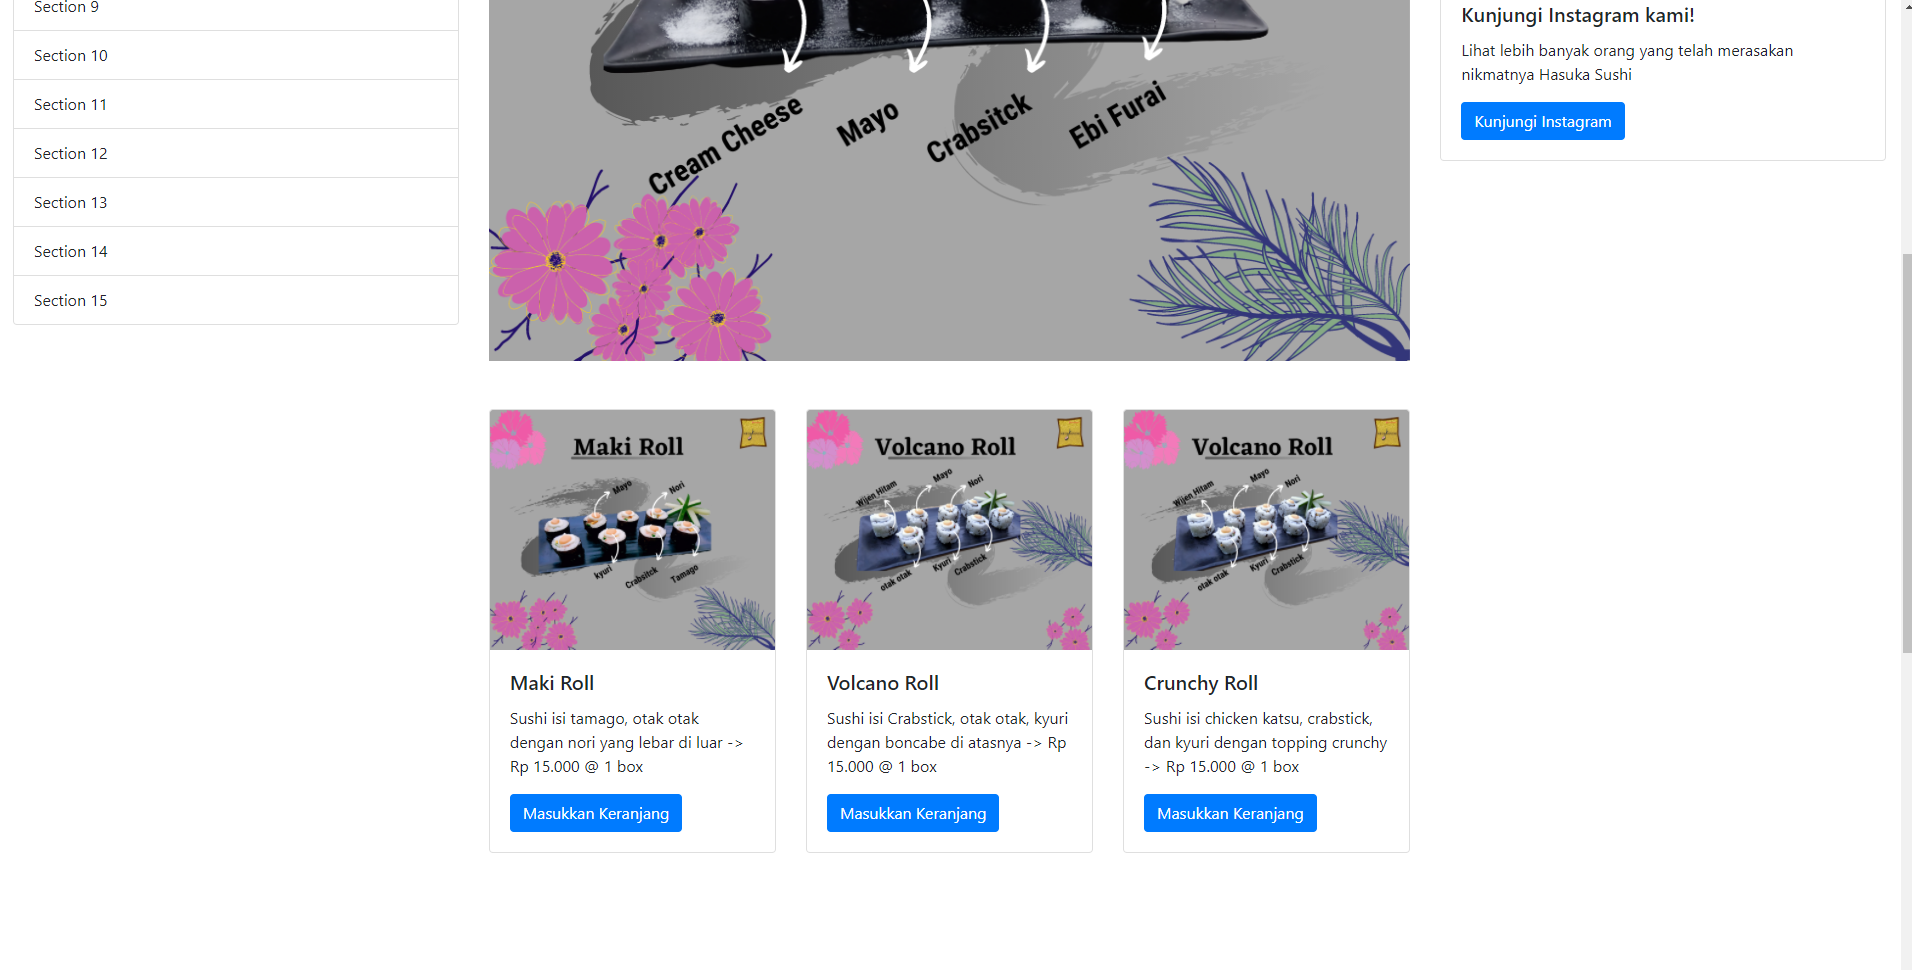 Section 9
Section 10
Section 11
Section 12
Section 13
Section 14
Section 15
Cream Cheese
Mayo
Crabsitck
Ebi Furai
Kunjungi Instagram kami!
Lihat lebih banyak orang yang telah merasakan
nikmatnya Hasuka Sushi
Kunjungi Instagram
Maki Roll
Mayo
Nori
kyuri
Crabsitck
Tamago
Maki Roll
Sushi isi tamago, otak otak
dengan nori yang lebar di luar ->
Rp 15.000 @ 1 box
Masukkan Keranjang
Volcano Roll
Wijen Hitam
Mayo
Nori
otak otak
Kyuri
Crabstick
Volcano Roll
Sushi isi Crabstick, otak otak, kyuri
dengan boncabe di atasnya -> Rp
15.000 @ 1 box
Masukkan Keranjang
Volcano Roll
Wijen Hitam
Mayo
Nori
otak otak
Kyuri
Crabstick
Crunchy Roll
Sushi isi chicken katsu, crabstick,
dan kyuri dengan topping crunchy
-> Rp 15.000 @ 1 box
Masukkan Keranjang